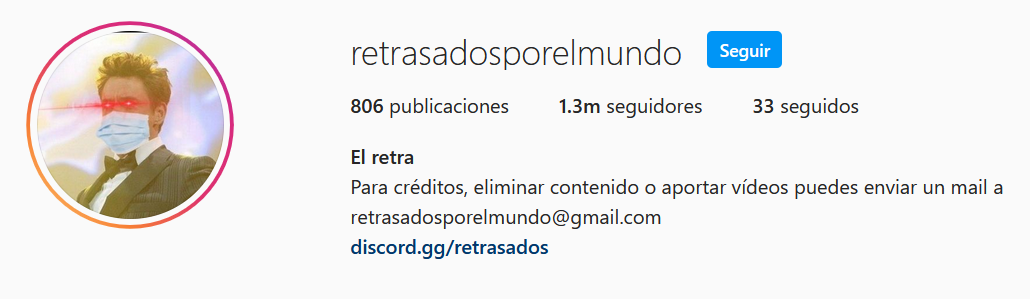 retrasadosporelmundo Seguir
806 publicaciones 1.3m seguidores 33 seguidos
El retra
Para créditos, eliminar contenido o aportar vídeos puedes enviar un mail a
retrasadosporelmundo@gmail.com
discord.gg/retrasados